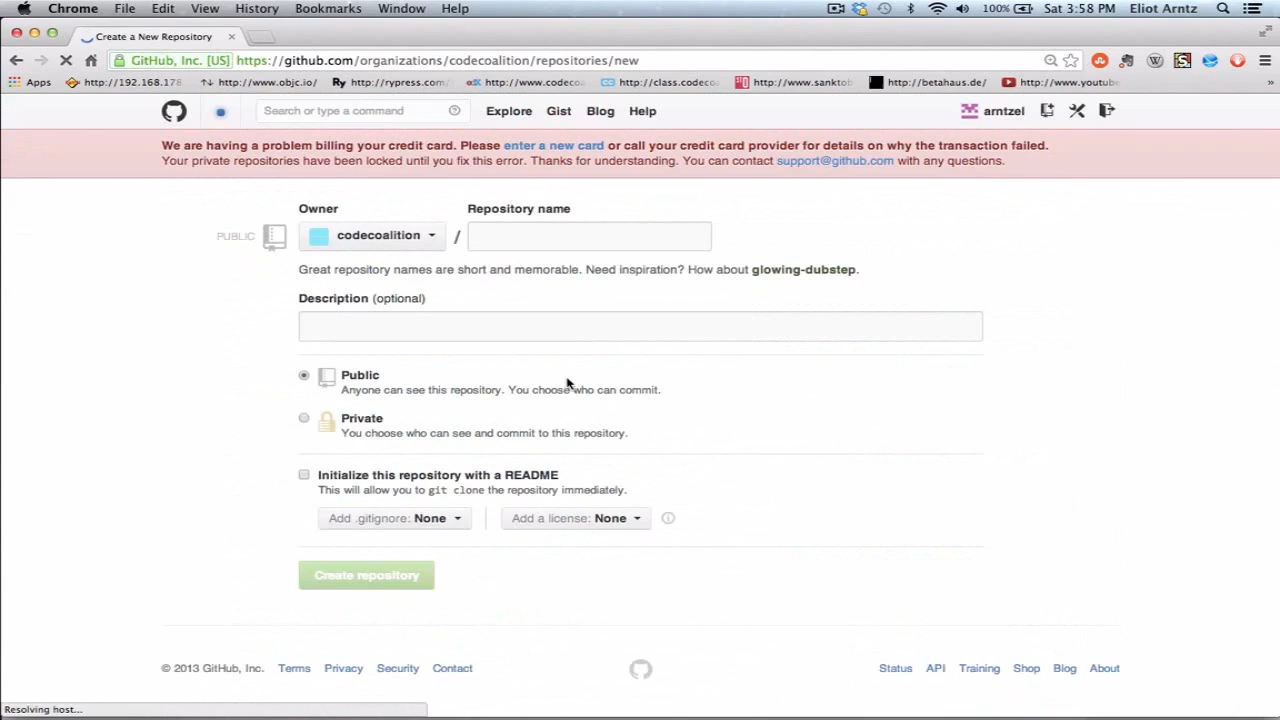 Chrome File Edit View History Bookmarks Window Help 100% Sat 3:58 PM Eliot Arntz
Create a New Repository
GitHub, Inc. [US] https://github.com/organizations/codecoalition/repositories/new
Apps http://192.168.178 http://www.objc.io/ http://rypress.com http://www.codecoa http://class.codeco http://www.sanktob http://betahaus.de/ http://www.youtube
Search or type a command Explore Gist Blog Help arntzel
We are having a problem billing your credit card. Please enter a new card or call your credit card provider for details on why the transaction failed.
Your private repositories have been locked until you fix this error. Thanks for understanding. You can contact support@github.com with any questions.
Owner Repository name
PUBLIC codecoalition /
Great repository names are short and memorable. Need inspiration? How about glowing-dubstep.
Description (optional)
Public
Anyone can see this repository. You choose who can commit.
Private
You choose who can see and commit to this repository.
Initialize this repository with a README
This will allow you to git clone the repository immediately.
Add .gitignore: None Add a license: None
Create repository
© 2013 GitHub, Inc. Terms Privacy Security Contact Status API Training Shop Blog About
Resolving host...